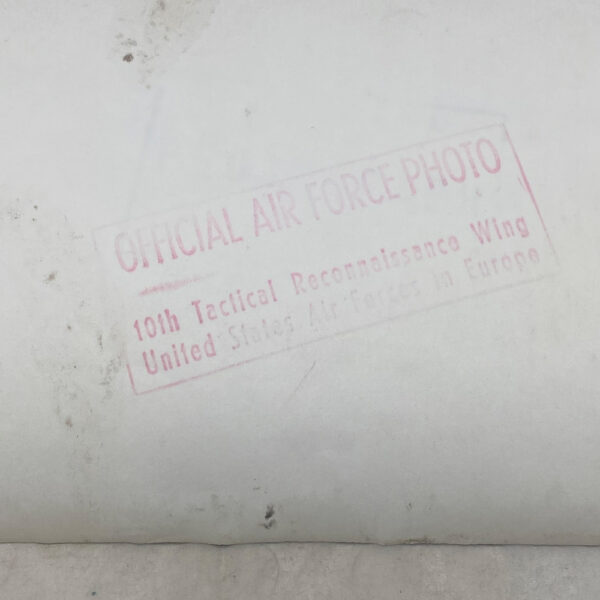 OFFICIAL AIR FORCE PHOTO
10th Tactical Reconnaissance Wing
United States Air Forces in Europe